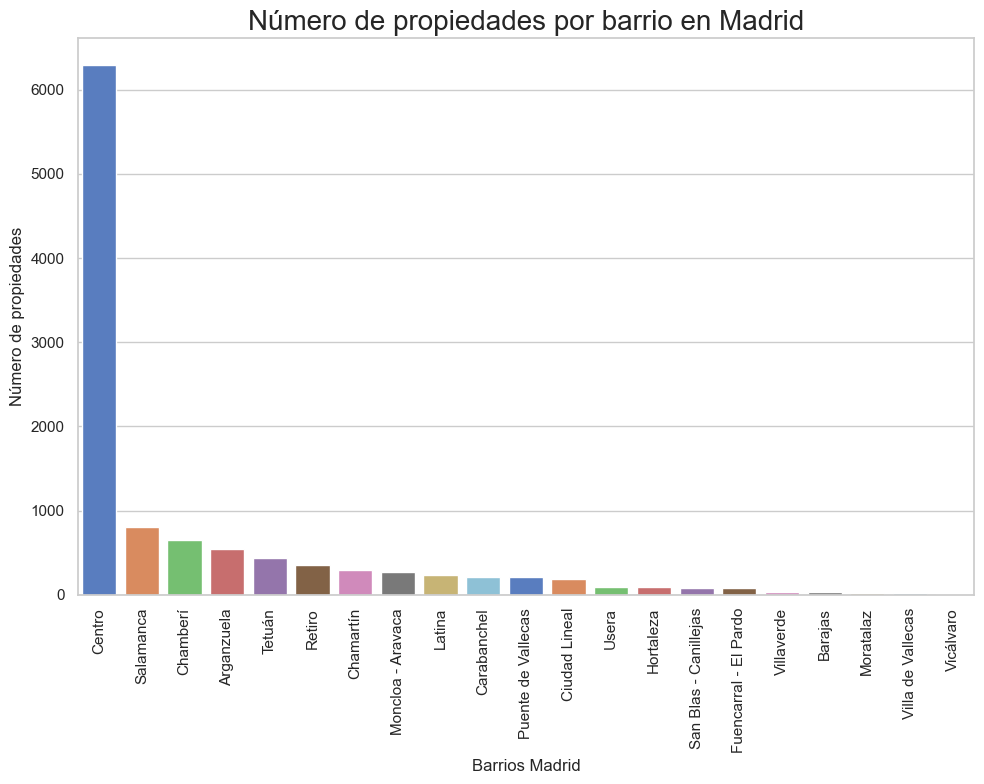 Número de propiedades por barrio en Madrid
Número de propiedades
6000
5000
4000
3000
2000
1000
0
Centro
Salamanca
Chamberí
Arganzuela
Tetuán
Retiro
Chamartín
Moncloa - Aravaca
Latina
Carabanchel
Puente de Vallecas
Ciudad Lineal
Usera
Hortaleza
San Blas - Canillejas
Fuencarral - El Pardo
Villaverde
Barajas
Moratalaz
Villa de Vallecas
Vicálvaro
Barrios Madrid